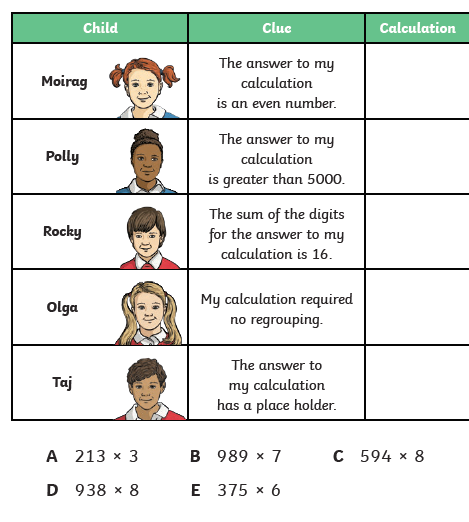 Child Clue Calculation
Moirag
The answer to my
calculation
is an even number.
Polly
The answer to my
calculation
is greater than 5000.
Rocky
The sum of the digits
for the answer to my
calculation is 16.
Olga
My calculation required
no regrouping.
Taj
The answer to
my calculation
has a place holder.
A 213 × 3 B 989 × 7 C 594 × 8
D 938 × 8 E 375 × 6